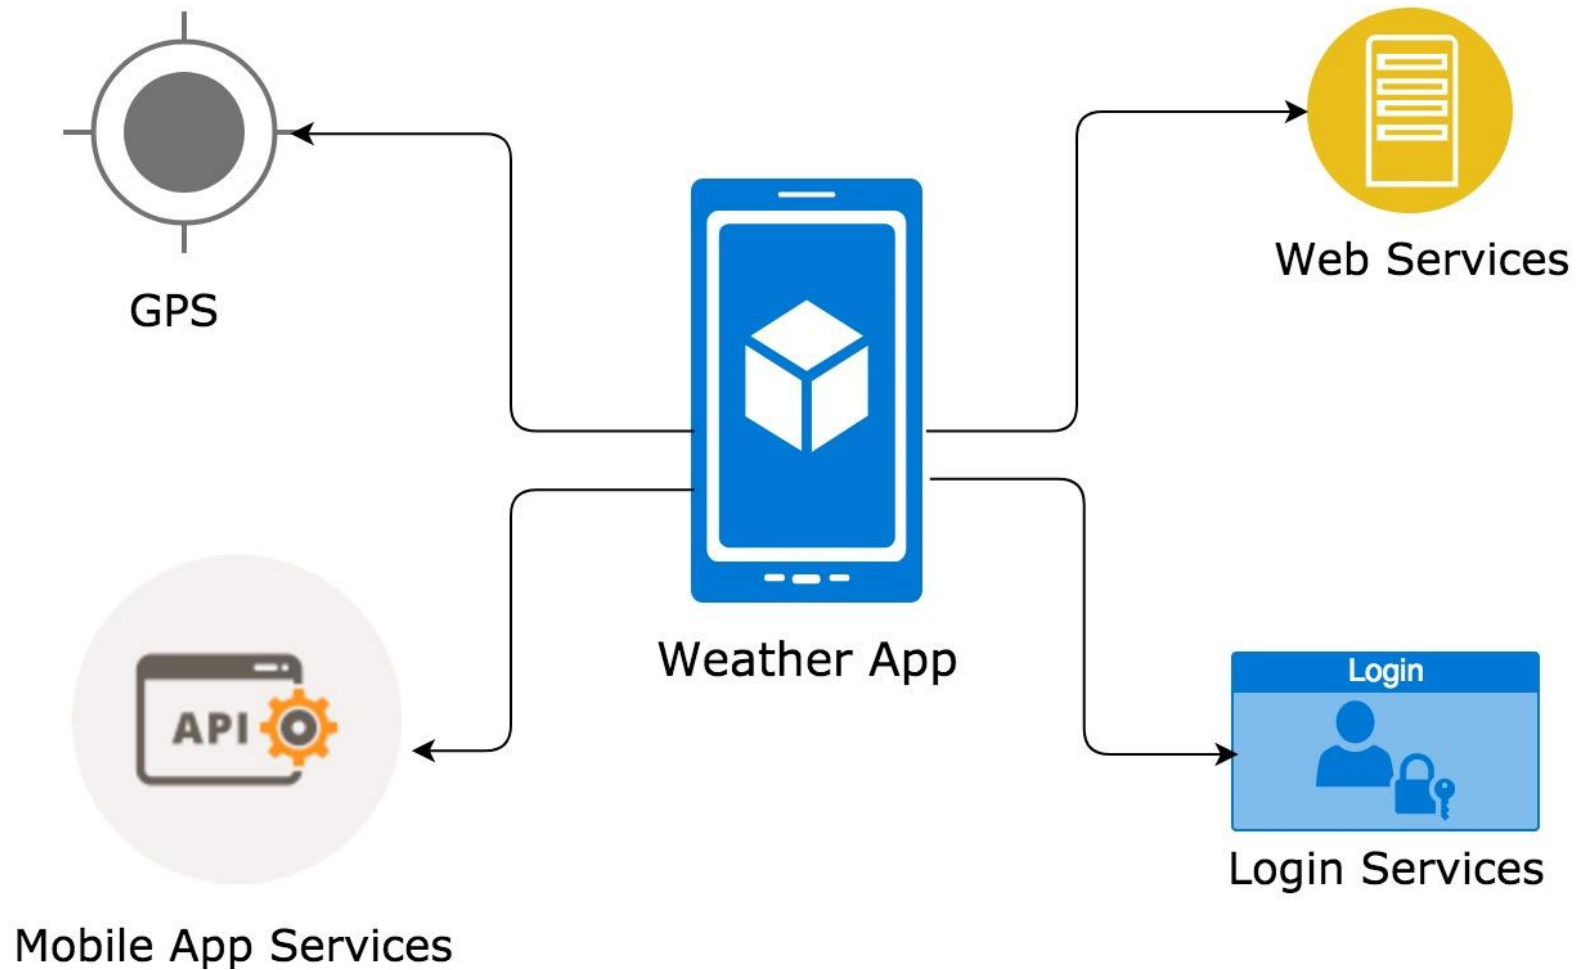 GPS
Web Services
Weather App
Login
API
Login Services
Mobile App Services